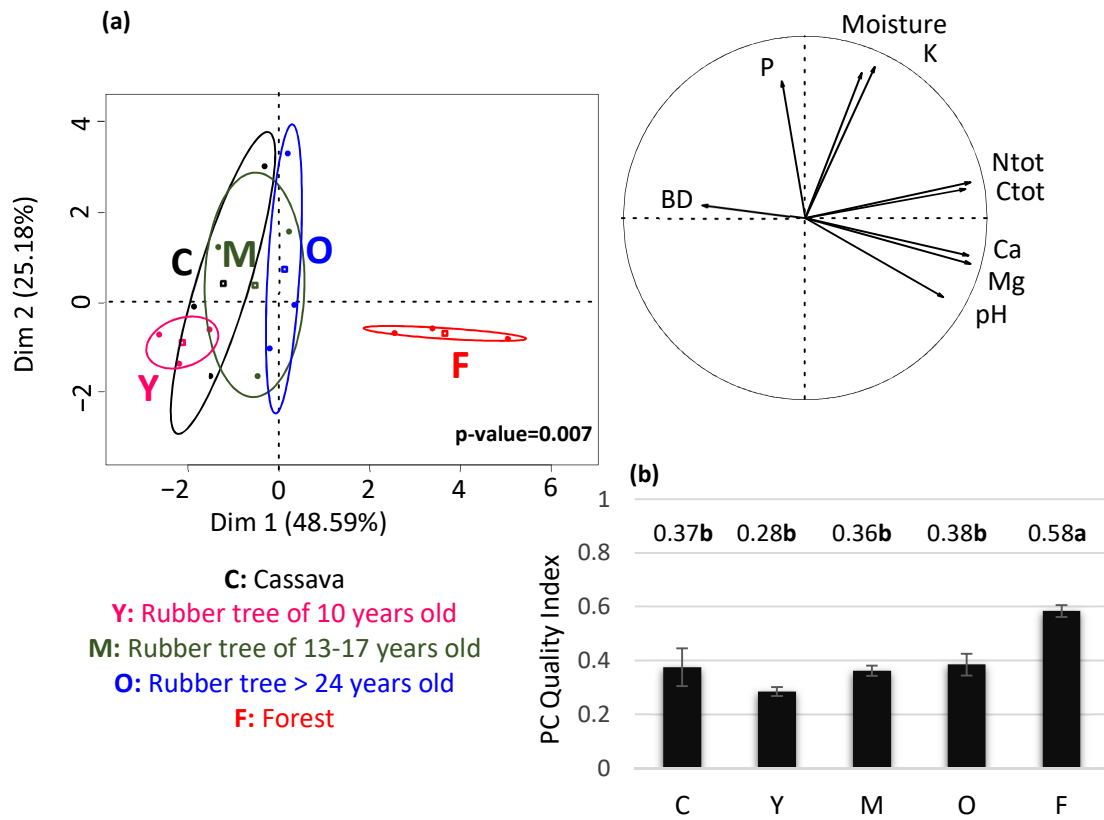 (a)
Dim 2 (25.18%)
4
2
0
−2
C
M
O
Y
F
p-value=0.007
−2 0 2 4 6
Dim 1 (48.59%)
Moisture
K
P
Ntot
Ctot
BD
Ca
Mg
pH
C: Cassava
Y: Rubber tree of 10 years old
M: Rubber tree of 13-17 years old
O: Rubber tree > 24 years old
F: Forest
(b)
PC Quality Index
1
0.8
0.6
0.4
0.2
0
0.37b 0.28b 0.36b 0.38b 0.58a
C Y M O F